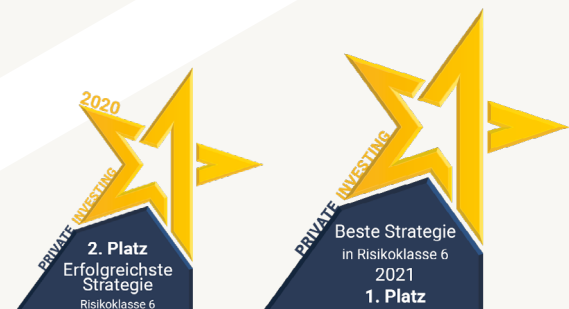 2020
PRIVATE INVESTING
2. Platz
Erfolgreichste
Strategie
Risikoklasse 6
PRIVATE INVESTING
Beste Strategie
in Risikoklasse 6
2021
1. Platz